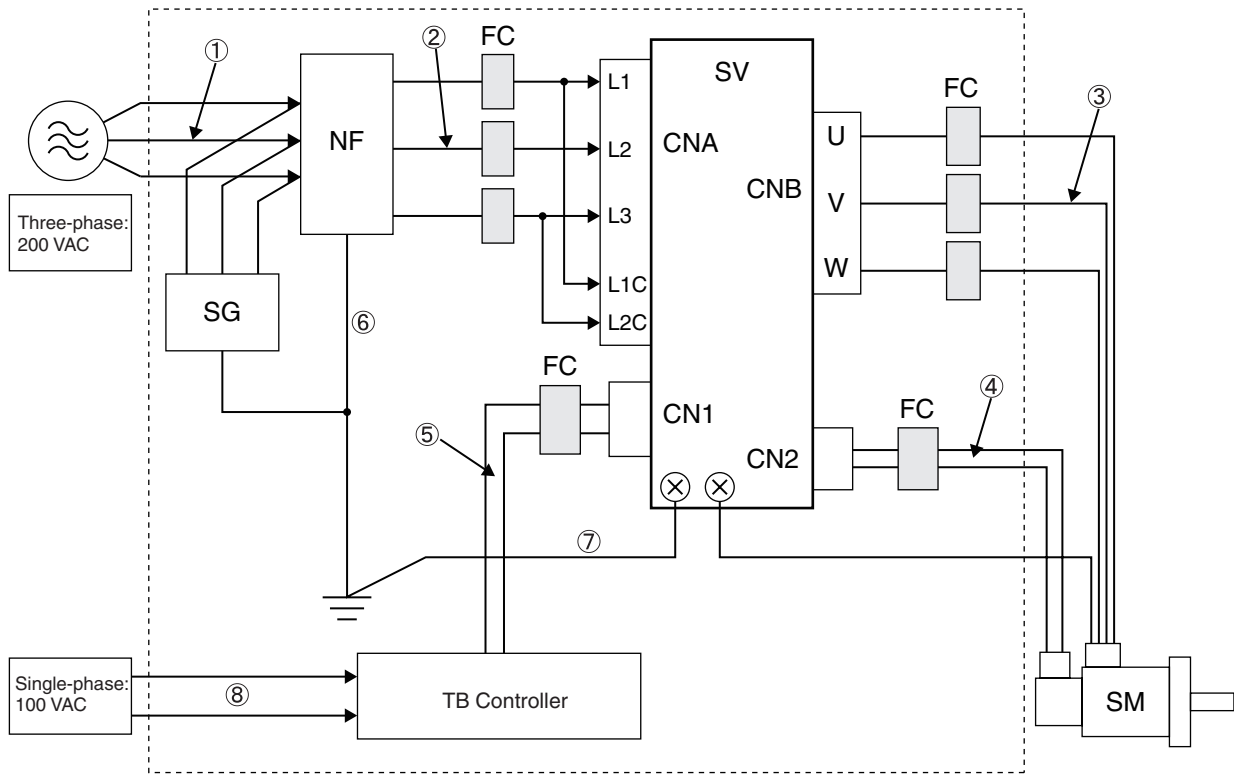 ①
②
FC
SV
L1
L2
L3
L1C
L2C
CNA
CNB
U
V
W
FC
③
NF
Three-phase:
200 VAC
SG
⑥
FC
CN1
⑤
CN2
FC
④
⑦
Single-phase:
100 VAC
⑧
TB Controller
SM